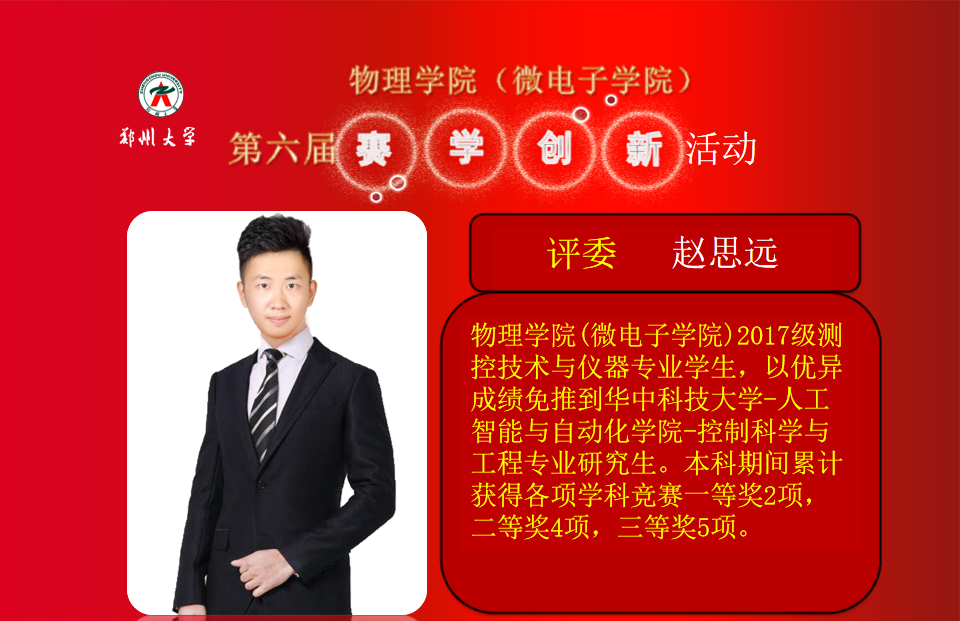 物理学院（微电子学院）
ZHENGZHOU UNIVERSITY
郑州大学
第六届赛学创新活动
评委 赵思远
物理学院(微电子学院)2017级测
控技术与仪器专业学生，以优异
成绩免推到华中科技大学-人工
智能与自动化学院-控制科学与
工程专业研究生。本科期间累计
获得各项学科竞赛一等奖2项，
二等奖4项，三等奖5项。